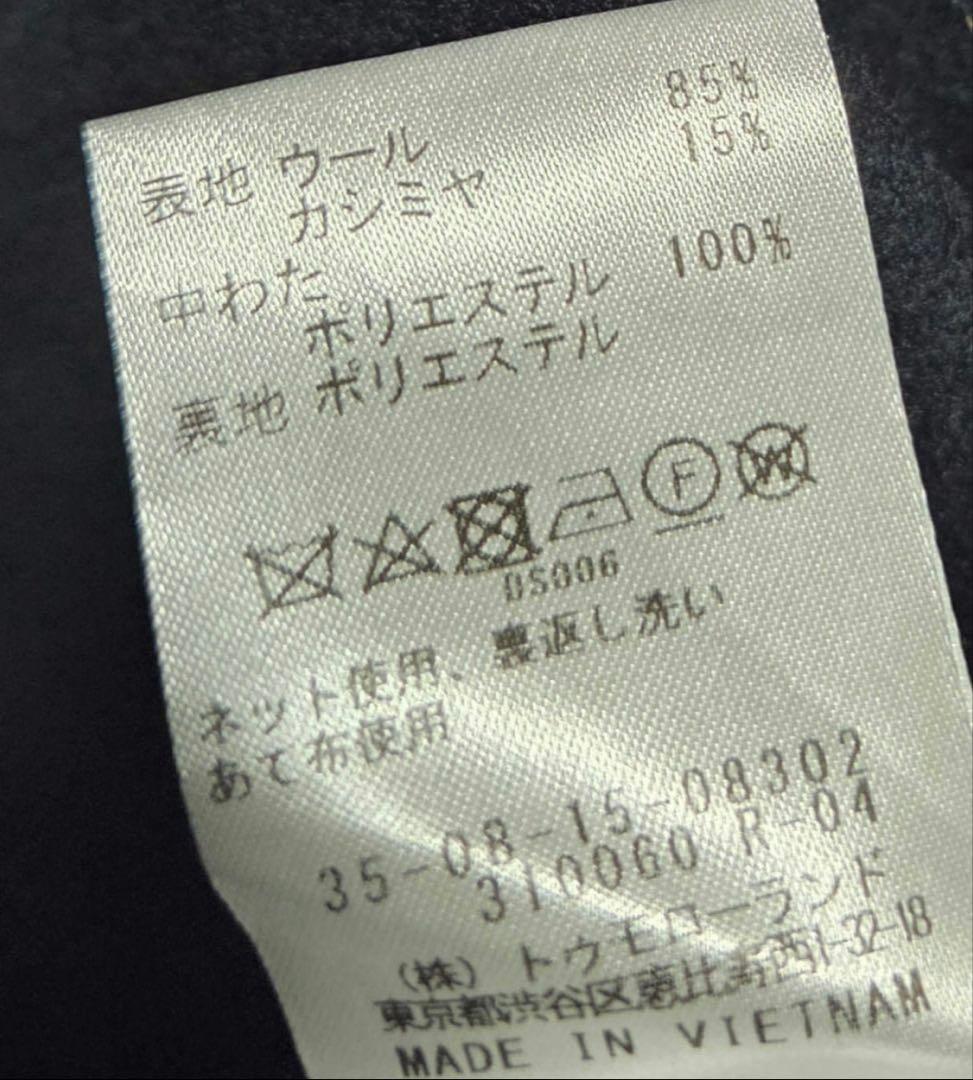 表地 ウール 85%
カシミヤ 15%
中わた
ポリエステル 100%
裏地 ポリエステル
F W
DS006
ネット使用、裏返し洗い
あて布使用
35-08-15-08302
310060 R-04
(株) トゥモローランド
東京都渋谷区恵比寿西1-32-18
MADE IN VIETNAM